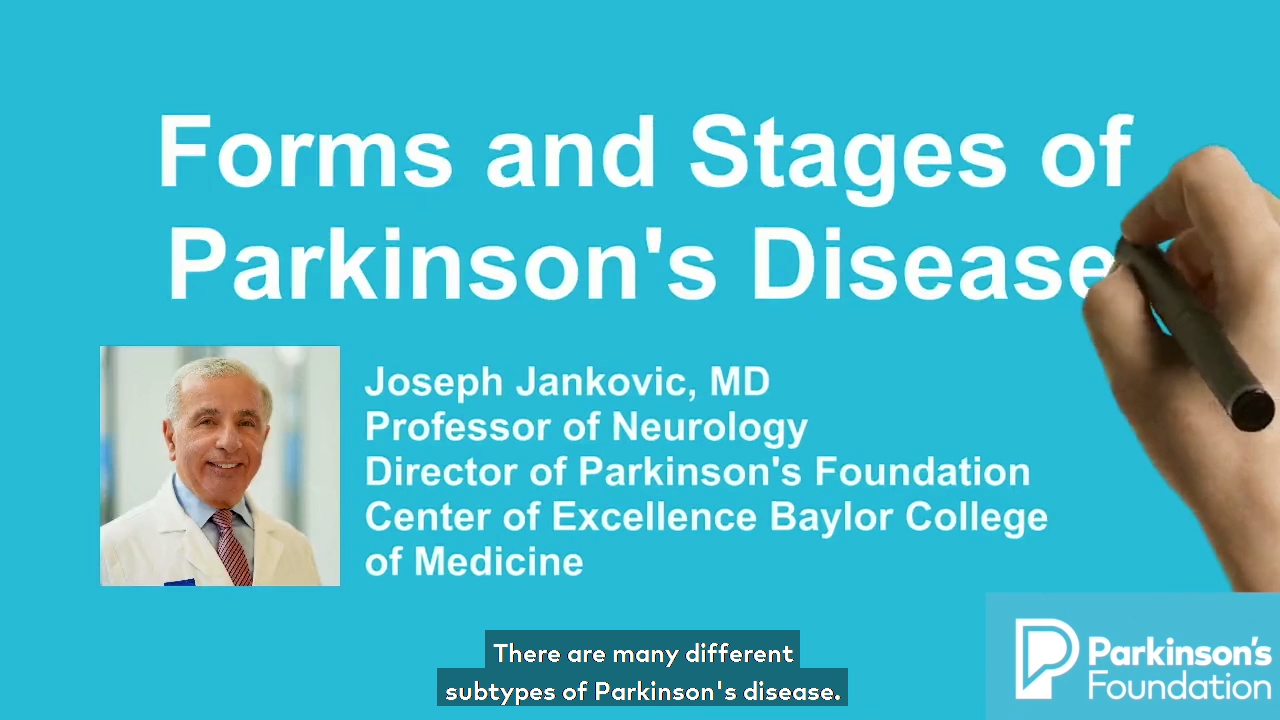 Forms and Stages of
Parkinson's Disease
Joseph Jankovic, MD
Professor of Neurology
Director of Parkinson's Foundation
Center of Excellence Baylor College
of Medicine
There are many different
subtypes of Parkinson's disease.
Parkinson's
Foundation